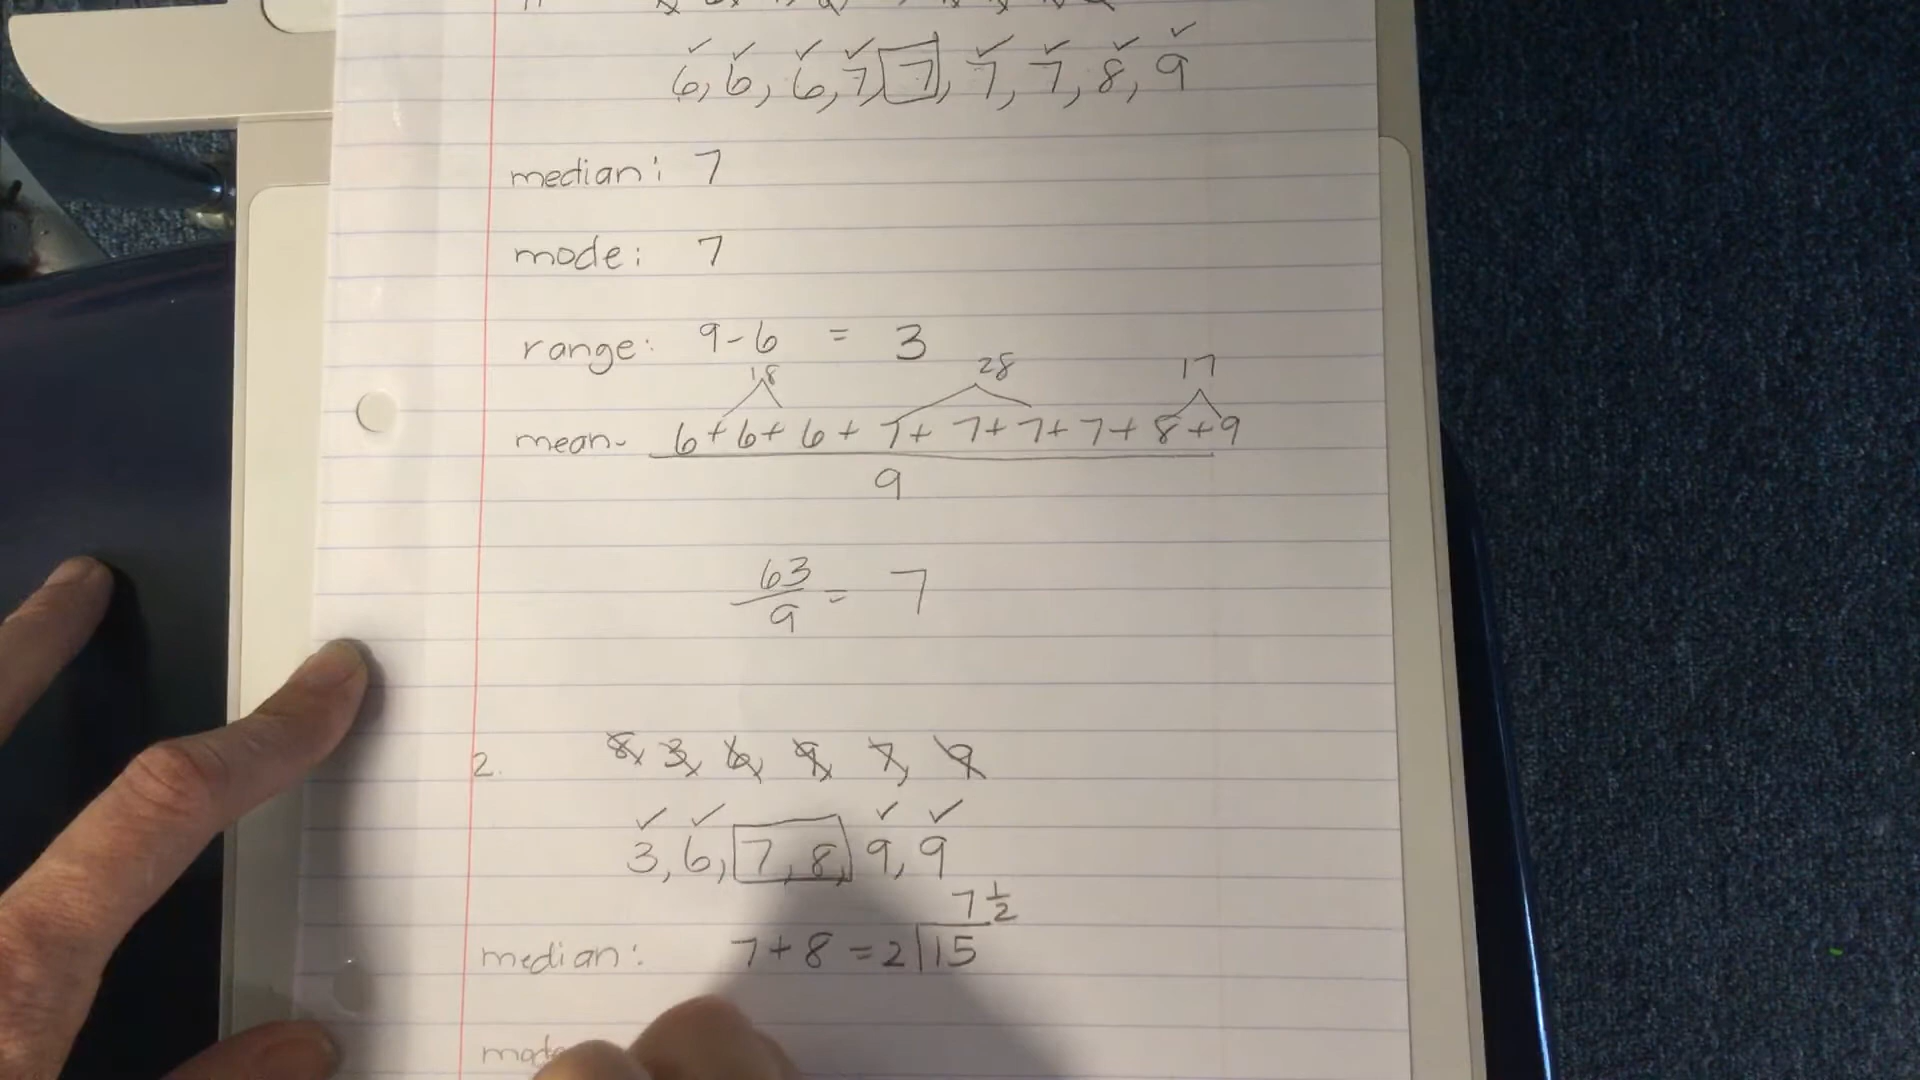 6, 6, 6, 7, 7, 7, 7, 8, 9
median: 7
mode: 7
range: 9-6 = 3
18 28 17
mean- 6+6+6+7+7+7+7+8+9
9
63
9
= 7
2. 8, 3, 6, 9, 7, 9
3, 6, 7, 8, 9, 9
7 1/2
median: 7+8 = 2 15